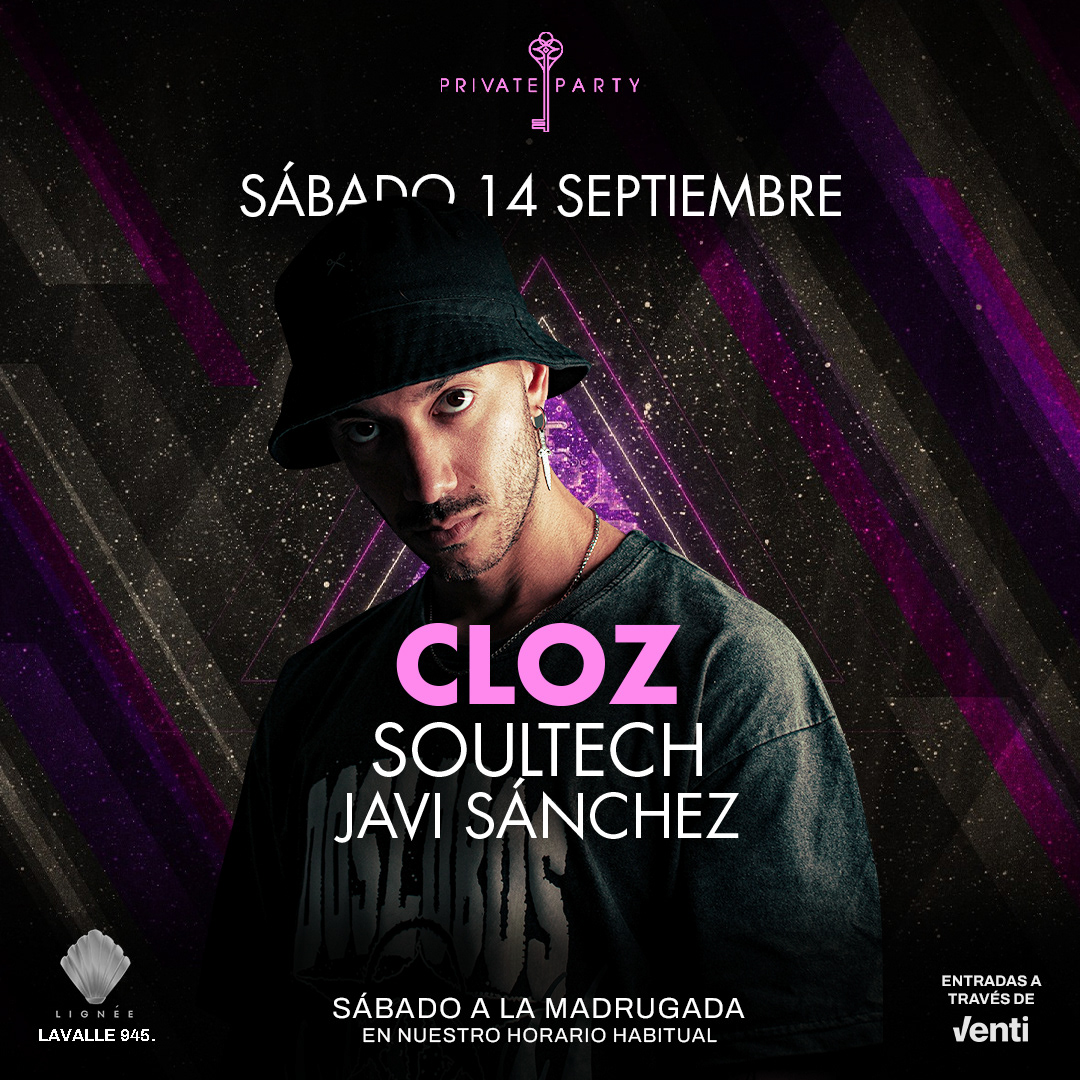 PRIVATE PARTY
SÁBADO 14 SEPTIEMBRE
CLOZ
SOULTECH
JAVI SÁNCHEZ
DOSLOBOS
LIGNÉE
LAVALLE 945.
SÁBADO A LA MADRUGADA
EN NUESTRO HORARIO HABITUAL
ENTRADAS A
TRAVÉS DE
Venti